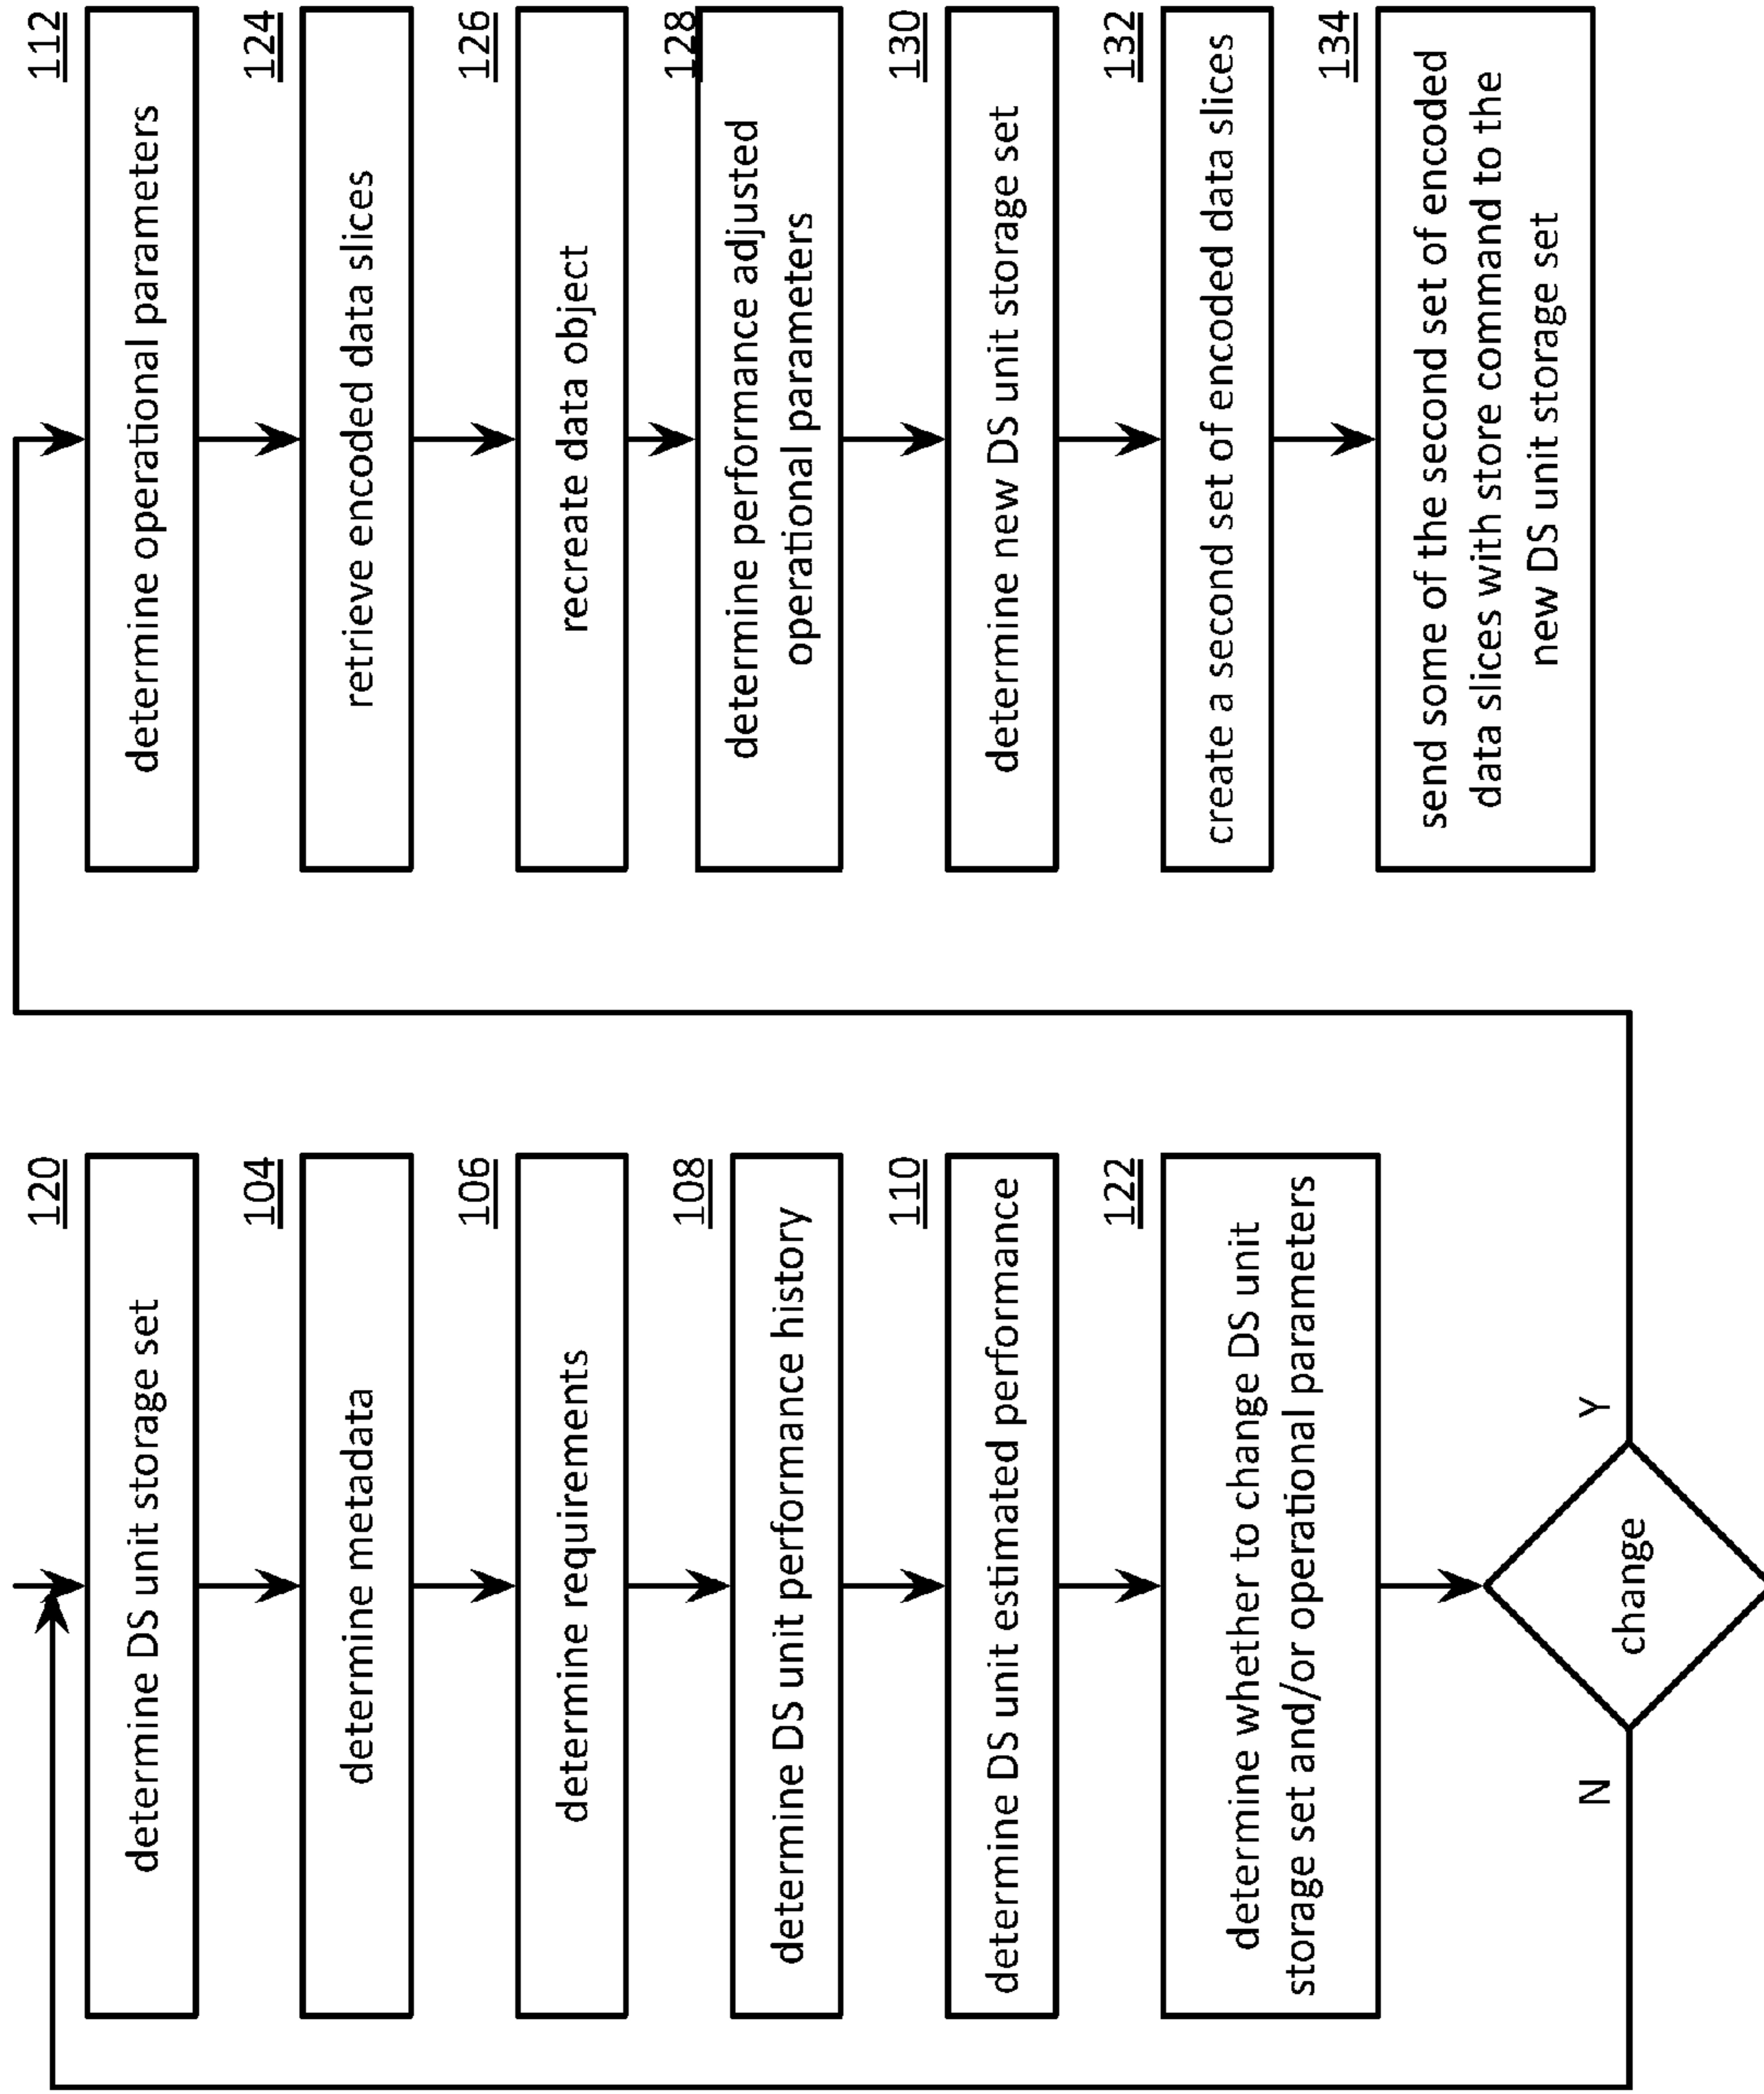 120
determine DS unit storage set
104
determine metadata
106
determine requirements
108
determine DS unit performance history
110
determine DS unit estimated performance
122
determine whether to change DS unit
storage set and/or operational parameters
change
N
Y
112
determine operational parameters
124
retrieve encoded data slices
126
recreate data object
128
determine performance adjusted
operational parameters
130
determine new DS unit storage set
132
create a second set of encoded data slices
134
send some of the second set of encoded
data slices with store command to the
new DS unit storage set